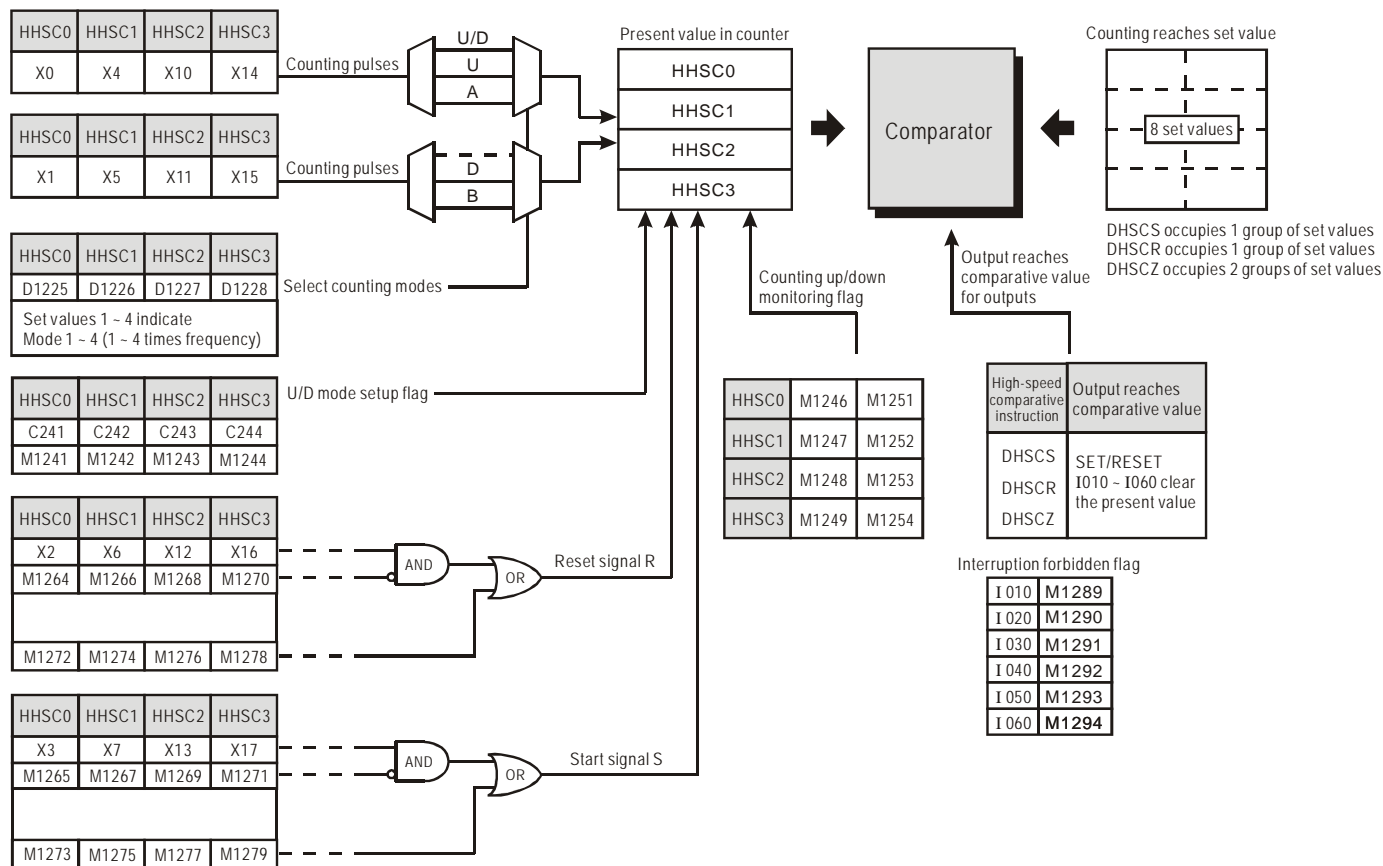 HHSC0 HHSC1 HHSC2 HHSC3
X0 X4 X10 X14
Counting pulses
U/D
U
A
HHSC0 HHSC1 HHSC2 HHSC3
X1 X5 X11 X15
Counting pulses
D
B
HHSC0 HHSC1 HHSC2 HHSC3
D1225 D1226 D1227 D1228
Set values 1 ~ 4 indicate
Mode 1 ~ 4 (1 ~ 4 times frequency)
Select counting modes
HHSC0 HHSC1 HHSC2 HHSC3
C241 C242 C243 C244
M1241 M1242 M1243 M1244
U/D mode setup flag
HHSC0 HHSC1 HHSC2 HHSC3
X2 X6 X12 X16
M1264 M1266 M1268 M1270
M1272 M1274 M1276 M1278
AND
OR
Reset signal R
HHSC0 HHSC1 HHSC2 HHSC3
X3 X7 X13 X17
M1265 M1267 M1269 M1271
M1273 M1275 M1277 M1279
AND
OR
Start signal S
Present value in counter
HHSC0
HHSC1
HHSC2
HHSC3
Comparator
Counting reaches set value
8 set values
DHSCS occupies 1 group of set values
DHSCR occupies 1 group of set values
DHSCZ occupies 2 groups of set values
Counting up/down
monitoring flag
Output reaches
comparative value
for outputs
HHSC0 M1246 M1251
HHSC1 M1247 M1252
HHSC2 M1248 M1253
HHSC3 M1249 M1254
High-speed
comparative
instruction
Output reaches
comparative value
DHSCS
DHSCR
DHSCZ
SET/RESET
I010 ~ I060 clear
the present value
Interruption forbidden flag
I 010 M1289
I 020 M1290
I 030 M1291
I 040 M1292
I 050 M1293
I 060 M1294